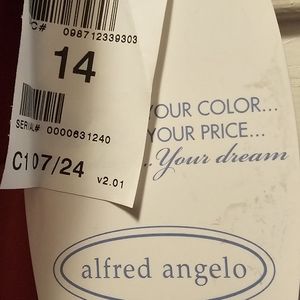 C# 098712339303
14
SERIAL# 0000631240
C107/24 v2.01
YOUR COLOR...
YOUR PRICE...
...Your dream
alfred angelo